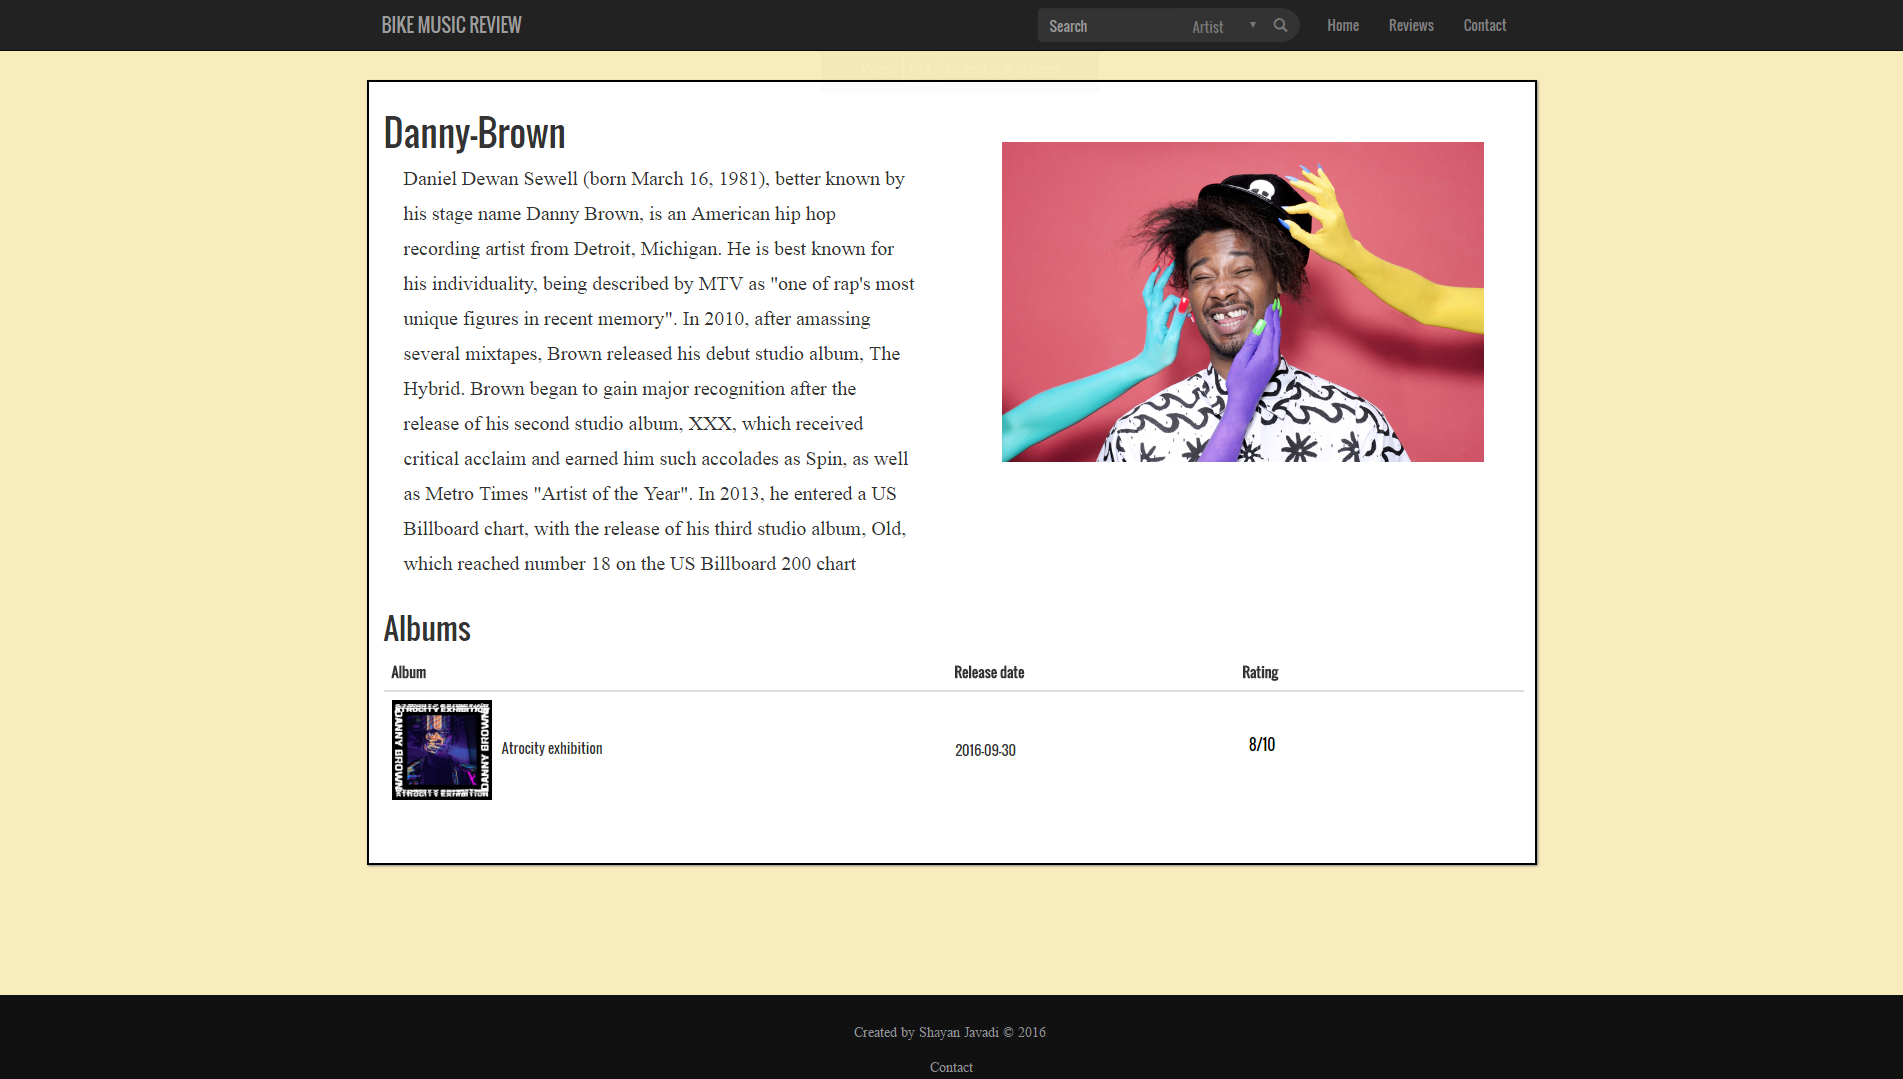 BIKE MUSIC REVIEW
Search
Artist
Home
Reviews
Contact
Danny-Brown
Daniel Dewan Sewell (born March 16, 1981), better known by
his stage name Danny Brown, is an American hip hop
recording artist from Detroit, Michigan. He is best known for
his individuality, being described by MTV as "one of rap's most
unique figures in recent memory". In 2010, after amassing
several mixtapes, Brown released his debut studio album, The
Hybrid. Brown began to gain major recognition after the
release of his second studio album, XXX, which received
critical acclaim and earned him such accolades as Spin, as well
as Metro Times "Artist of the Year". In 2013, he entered a US
Billboard chart, with the release of his third studio album, Old,
which reached number 18 on the US Billboard 200 chart
Albums
Album
Release date
Rating
ATROCITY EXHIBITION
DANNY BROWN
DANNY BROWN
ATROCITY EXHIBITION
Atrocity exhibition
2016-09-30
8/10
Created by Shayan Javadi © 2016
Contact